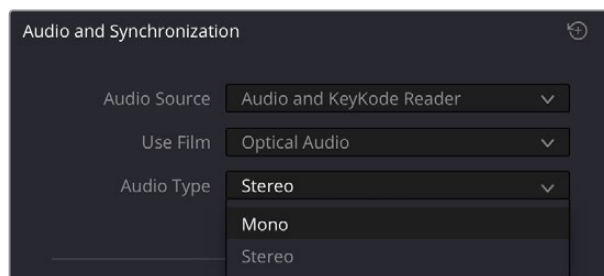 Audio and Synchronization
Audio Source Audio and KeyKode Reader
Use Film Optical Audio
Audio Type Stereo
Mono
Stereo